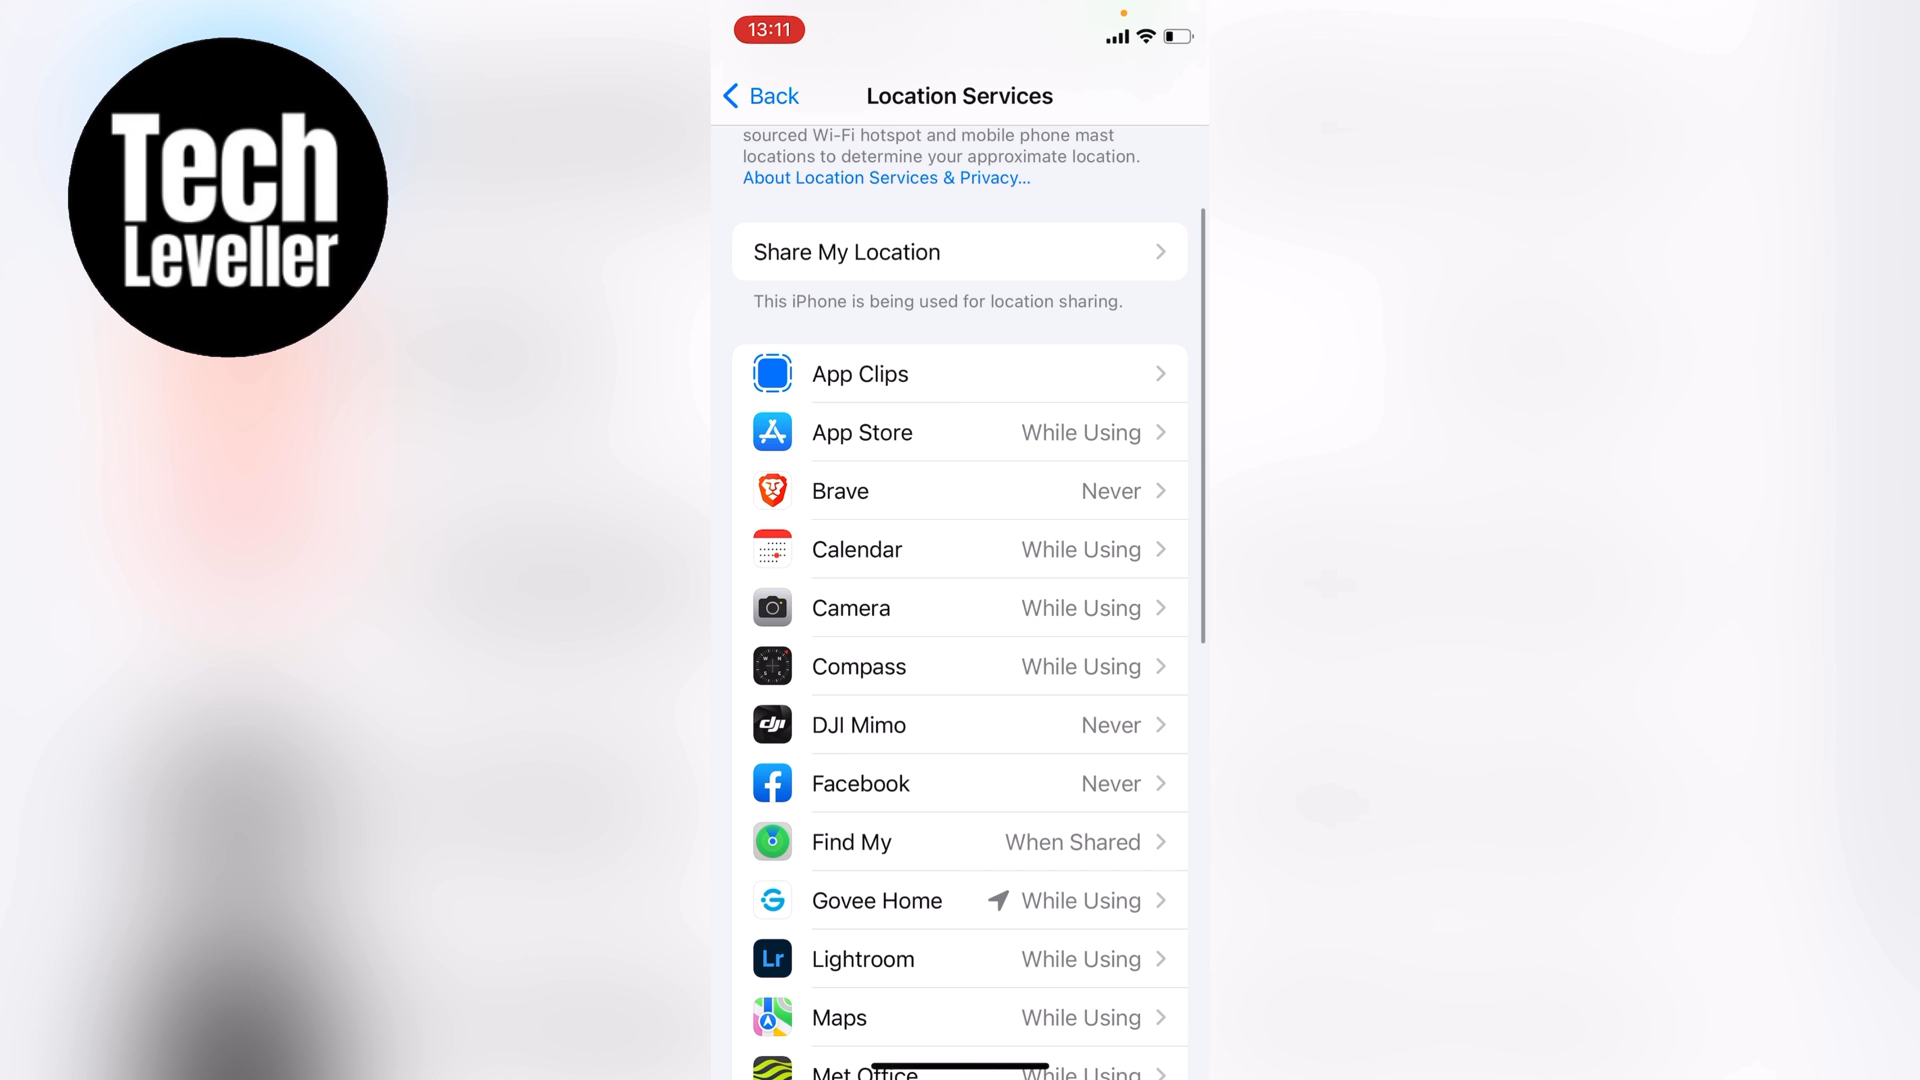 Tech
Leveller
13:11
Back
Location Services
sourced Wi-Fi hotspot and mobile phone mast
locations to determine your approximate location.
About Location Services & Privacy...
Share My Location
This iPhone is being used for location sharing.
App Clips
App Store While Using
Brave Never
Calendar While Using
Camera While Using
Compass While Using
dji DJI Mimo Never
Facebook Never
Find My When Shared
Govee Home While Using
Lr Lightroom While Using
Maps While Using
Met Office While Using